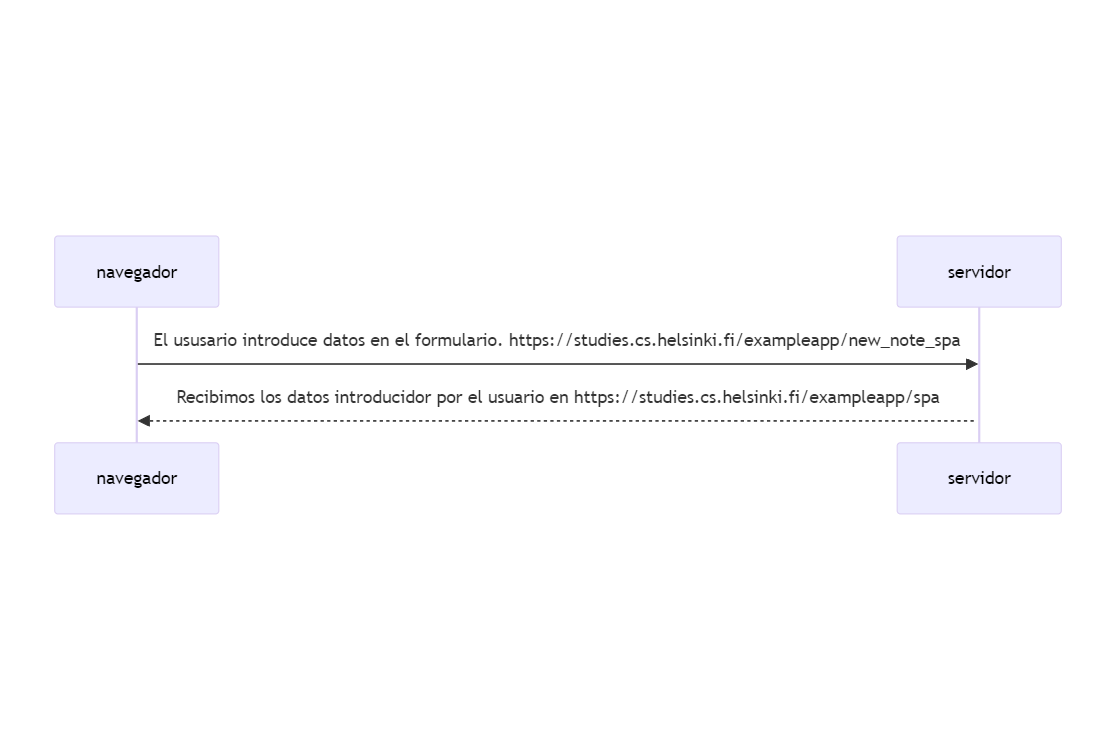 navegador
servidor
El ususario introduce datos en el formulario. https://studies.cs.helsinki.fi/exampleapp/new_note_spa
Recibimos los datos introducidor por el usuario en https://studies.cs.helsinki.fi/exampleapp/spa
navegador
servidor